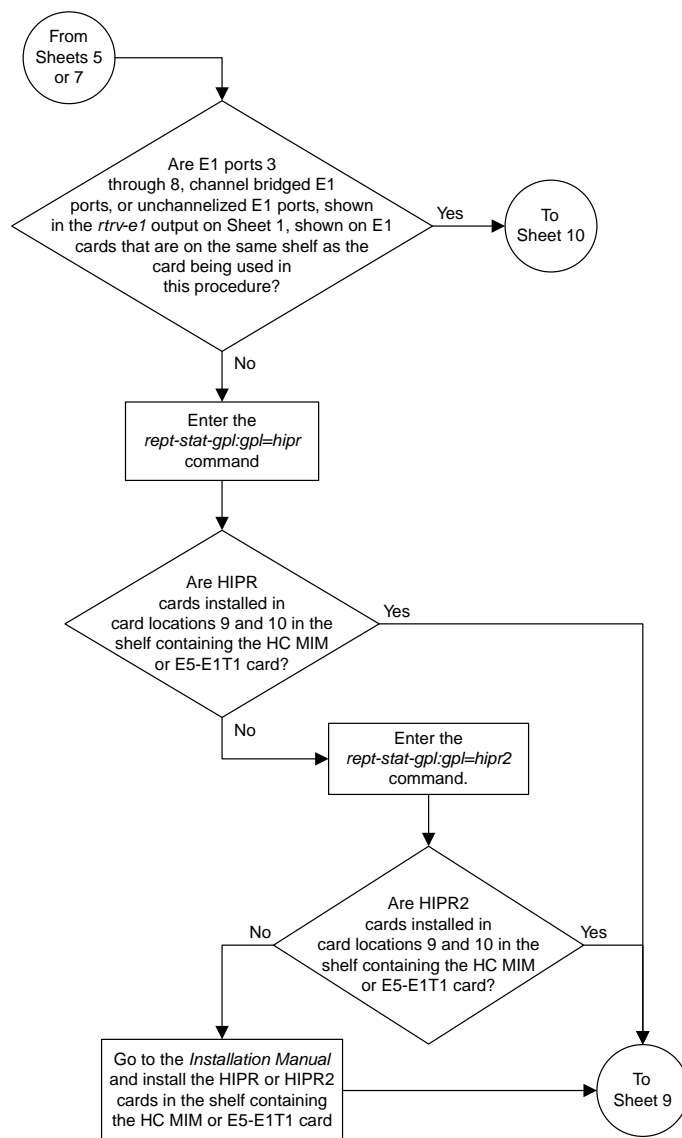 From
Sheets 5
or 7
Are E1 ports 3
through 8, channel bridged E1
ports, or unchannelized E1 ports, shown
in the rtrv-e1 output on Sheet 1, shown on E1
cards that are on the same shelf as the
card being used in
this procedure?
Yes
To
Sheet 10
No
Enter the
rept-stat-gpl:gpl=hipr
command
Are HIPR
cards installed in
card locations 9 and 10 in the
shelf containing the HC MIM
or E5-E1T1 card?
Yes
No
Enter the
rept-stat-gpl:gpl=hipr2
command.
Are HIPR2
cards installed in
card locations 9 and 10 in the
shelf containing the HC MIM
or E5-E1T1 card?
No
Yes
Go to the Installation Manual
and install the HIPR or HIPR2
cards in the shelf containing
the HC MIM or E5-E1T1 card
To
Sheet 9